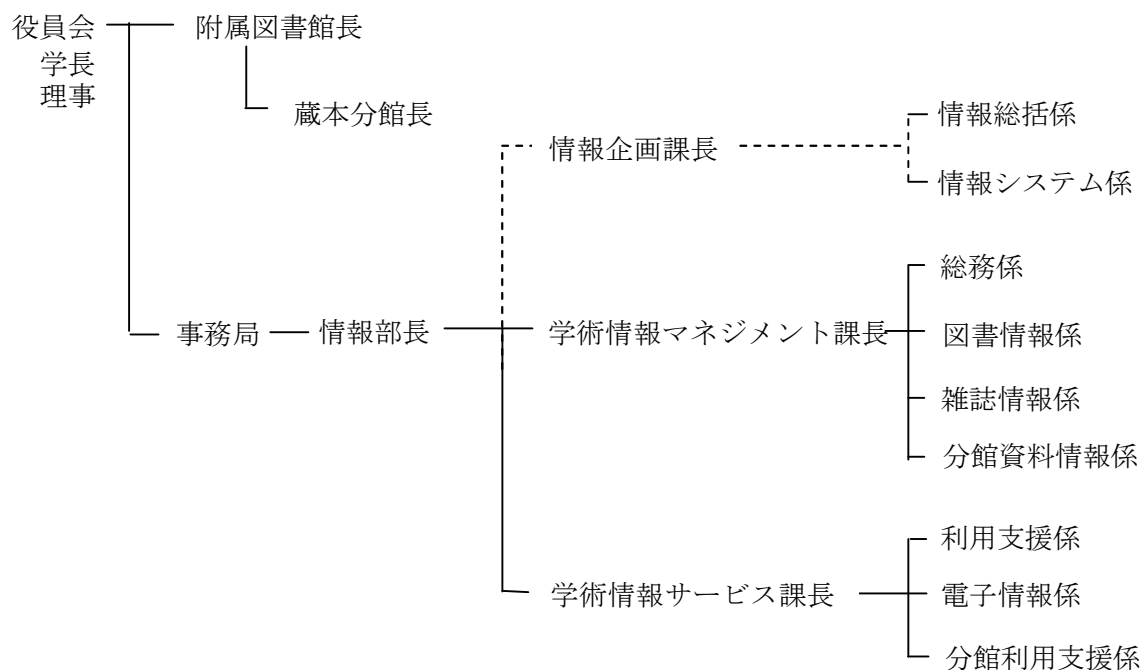 役員会
学長
理事
附属図書館長
蔵本分館長
事務局
情報部長
情報企画課長
情報総括係
情報システム係
学術情報マネジメント課長
総務係
図書情報係
雑誌情報係
分館資料情報係
学術情報サービス課長
利用支援係
電子情報係
分館利用支援係